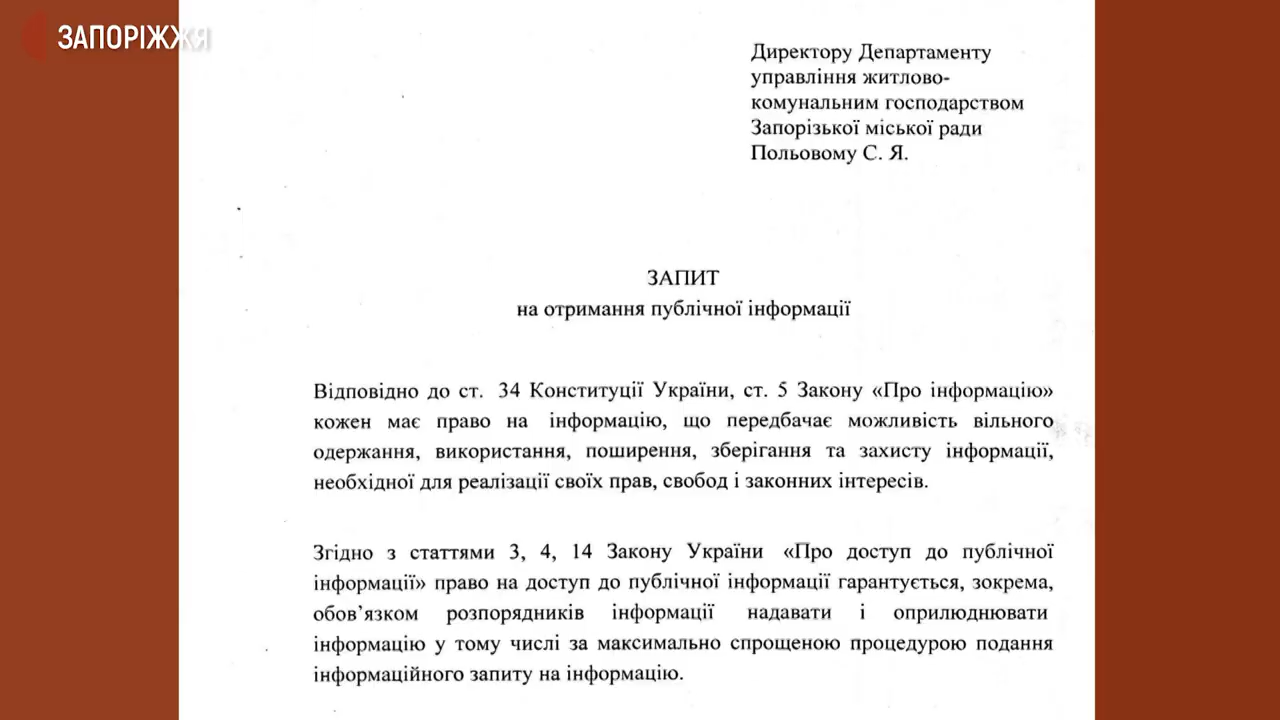 ЗАПОРІЖЖЯ
Директору Департаменту
управління житлово-
комунальним господарством
Запорізької міської ради
Польовому С. Я.
ЗАПИТ
на отримання публічної інформації
Відповідно до ст. 34 Конституції України, ст. 5 Закону «Про інформацію»
кожен має право на інформацію, що передбачає можливість вільного
одержання, використання, поширення, зберігання та захисту інформації,
необхідної для реалізації своїх прав, свобод і законних інтересів.
Згідно з статтями 3, 4, 14 Закону України «Про доступ до публічної
інформації» право на доступ до публічної інформації гарантується, зокрема,
обов’язком розпорядників інформації надавати і оприлюднювати
інформацію у тому числі за максимально спрощеною процедурою подання
інформаційного запиту на інформацію.